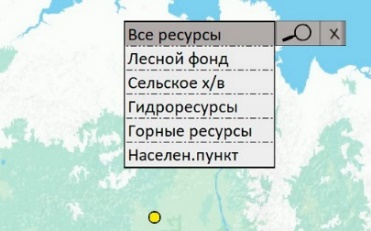 Все ресурсы X
Лесной фонд
Сельское х/в
Гидроресурсы
Горные ресурсы
Населен.пункт